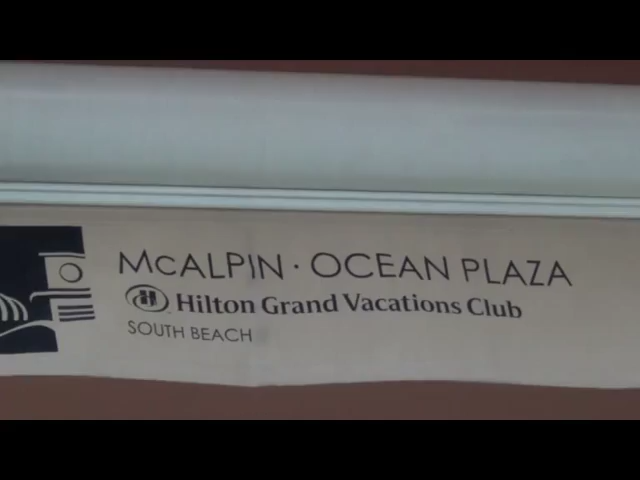 McALPIN · OCEAN PLAZA
H Hilton Grand Vacations Club
SOUTH BEACH